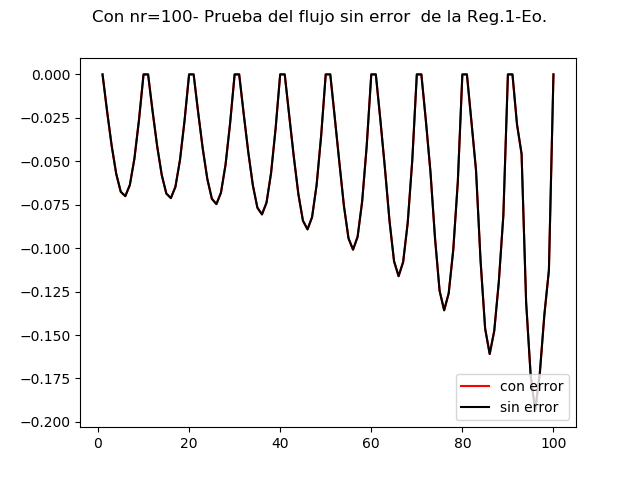 Con nr=100- Prueba del flujo sin error  de la Reg.1-Eo.
0.000
−0.025
−0.050
−0.075
−0.100
−0.125
−0.150
−0.175
−0.200
con error
sin error
0 20 40 60 80 100